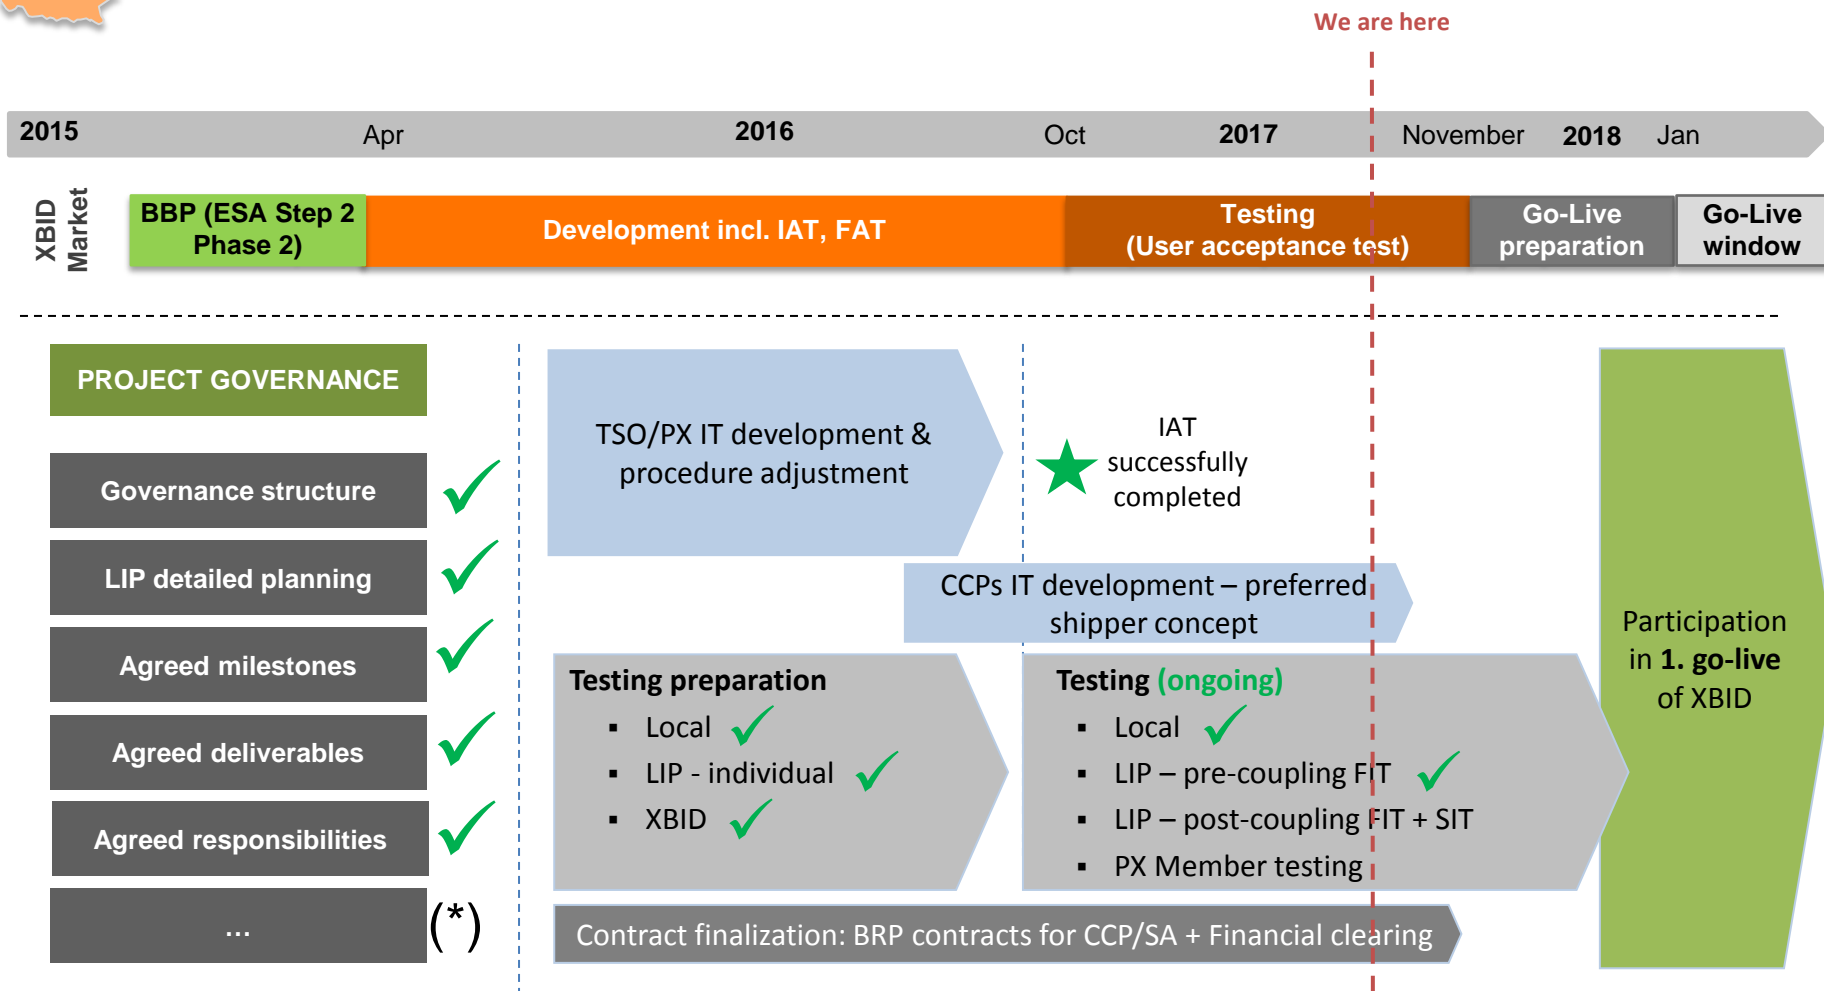 We are here
2015 Apr 2016 Oct 2017 November 2018 Jan
XBID
Market
BBP (ESA Step 2
Phase 2)
Development incl. IAT, FAT
Testing
(User acceptance test)
Go-Live
preparation
Go-Live
window
PROJECT GOVERNANCE
Governance structure
LIP detailed planning
Agreed milestones
Agreed deliverables
Agreed responsibilities
...
(*)
TSO/PX IT development &
procedure adjustment
IAT
successfully
completed
CCPs IT development – preferred
shipper concept
Testing preparation
▪ Local
▪ LIP - individual
▪ XBID
Testing (ongoing)
▪ Local
▪ LIP – pre-coupling FIT
▪ LIP – post-coupling FIT + SIT
▪ PX Member testing
Contract finalization: BRP contracts for CCP/SA + Financial clearing
Participation
in 1. go-live
of XBID